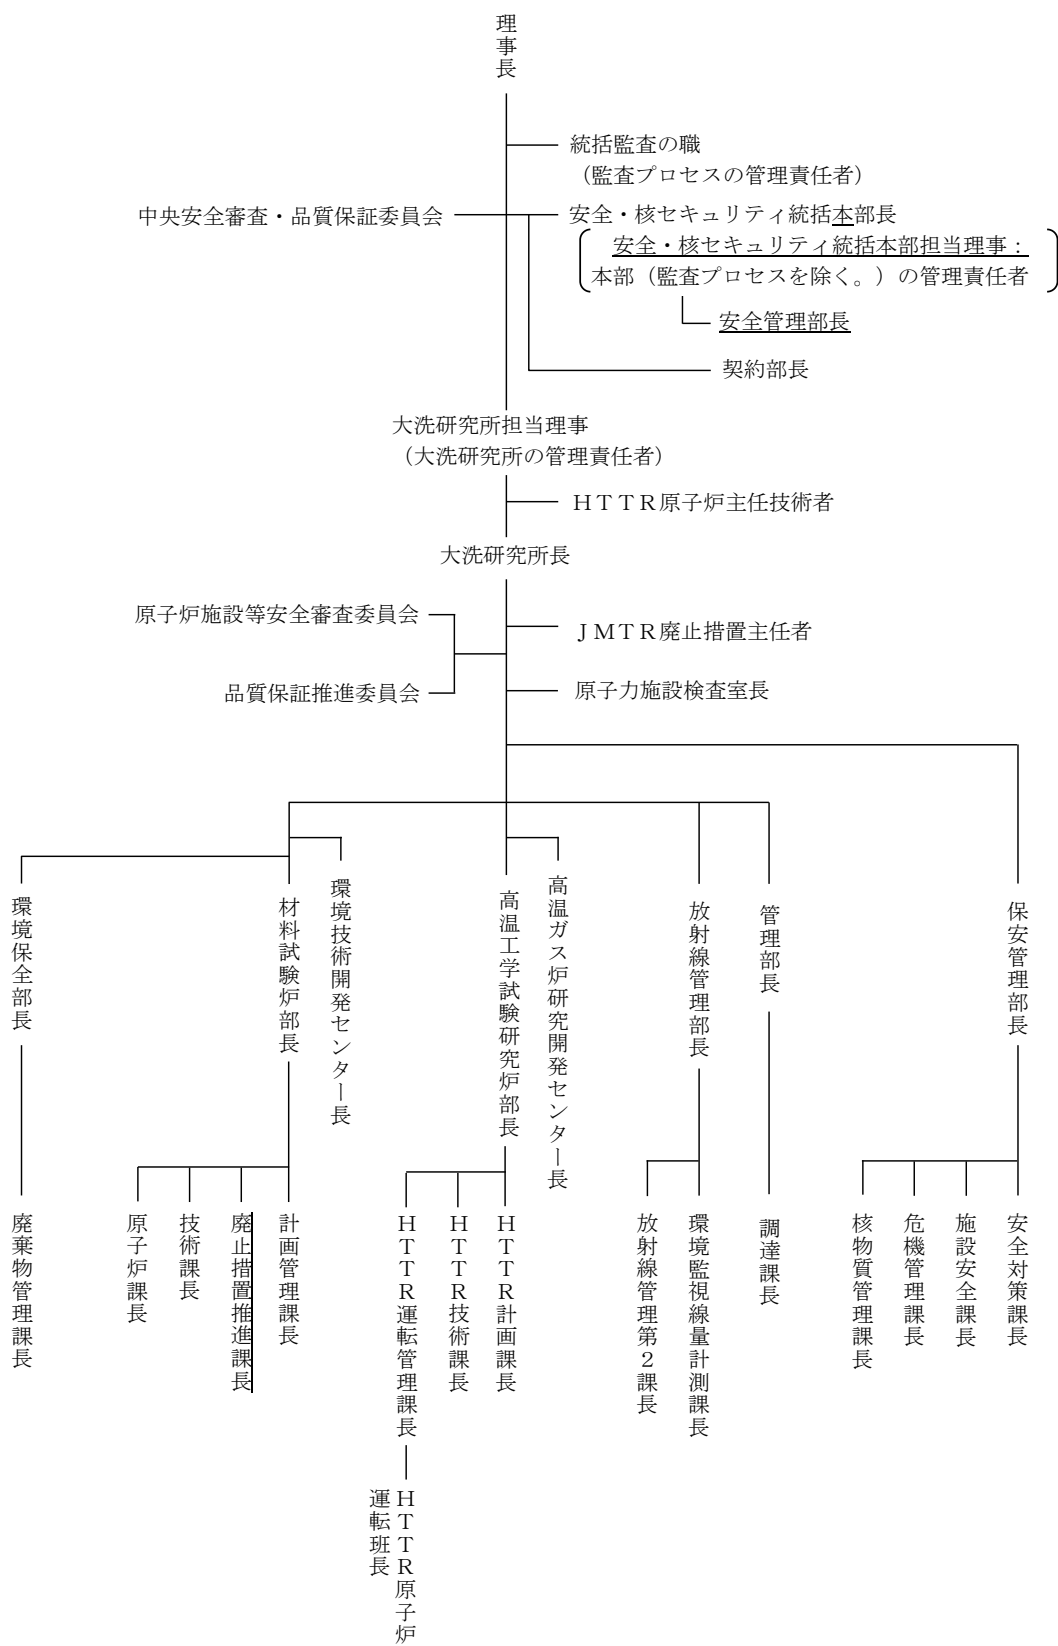 理事長
統括監査の職
（監査プロセスの管理責任者）
中央安全審査・品質保証委員会
安全・核セキュリティ統括本部長
安全・核セキュリティ統括本部担当理事：
本部（監査プロセスを除く。）の管理責任者
安全管理部長
契約部長
大洗研究所担当理事
（大洗研究所の管理責任者）
ＨＴＴＲ原子炉主任技術者
大洗研究所長
原子炉施設等安全審査委員会
ＪＭＴＲ廃止措置主任者
品質保証推進委員会
原子力施設検査室長
環境保全部長
材料試験炉部長
環境技術開発センター長
高温工学試験研究炉部長
高温ガス炉研究開発センター長
放射線管理部長
管理部長
保安管理部長
廃棄物管理課長
原子炉課長
技術課長
廃止措置推進課長
計画管理課長
ＨＴＴＲ運転管理課長
ＨＴＴＲ技術課長
ＨＴＴＲ計画課長
放射線管理第２課長
環境監視線量計測課長
調達課長
核物質管理課長
危機管理課長
施設安全課長
安全対策課長
ＨＴＴＲ原子炉
運転班長